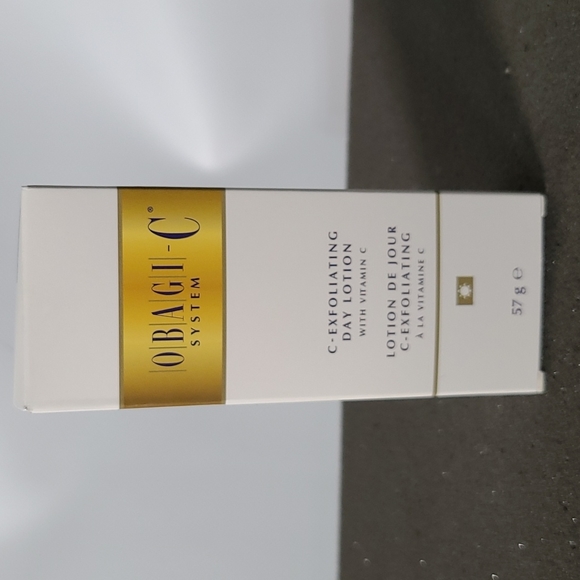 OBAGI-C®
SYSTEM
C-EXFOLIATING
DAY LOTION
WITH VITAMIN C
LOTION DE JOUR
C-EXFOLIATING
À LA VITAMINE C
57 g ℮